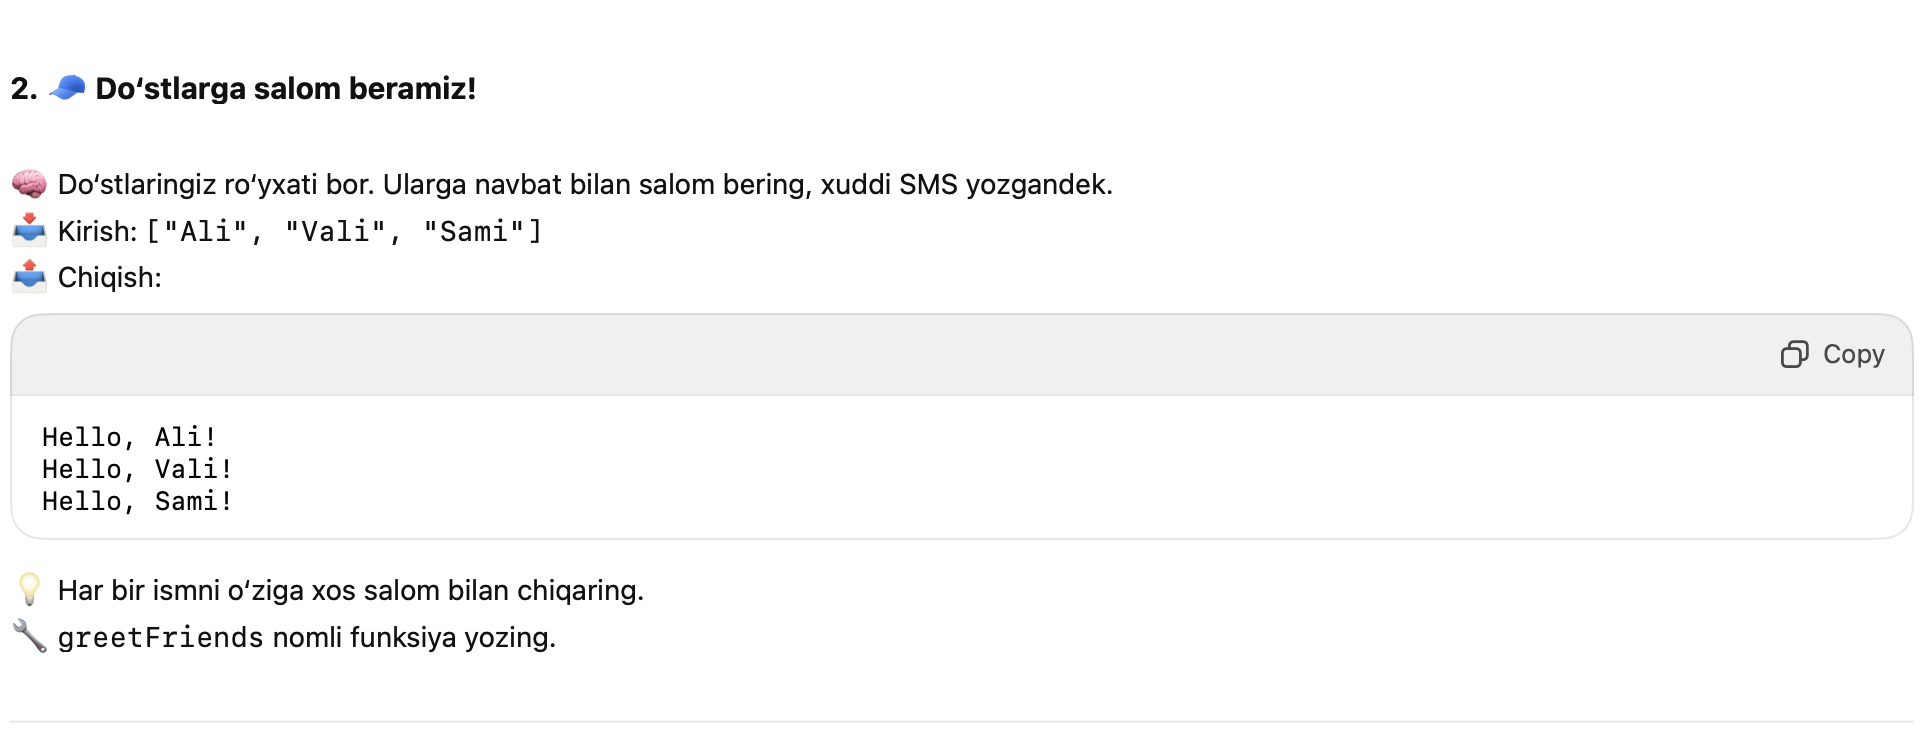 2. 🧢 Do‘stlarga salom beramiz!
🧠 Do‘stlaringiz ro‘yxati bor. Ularga navbat bilan salom bering, xuddi SMS yozgandek.
📥 Kirish: ["Ali", "Vali", "Sami"]
📤 Chiqish:
Copy
Hello, Ali!
Hello, Vali!
Hello, Sami!
💡 Har bir ismni o‘ziga xos salom bilan chiqaring.
🔧 greetFriends nomli funksiya yozing.